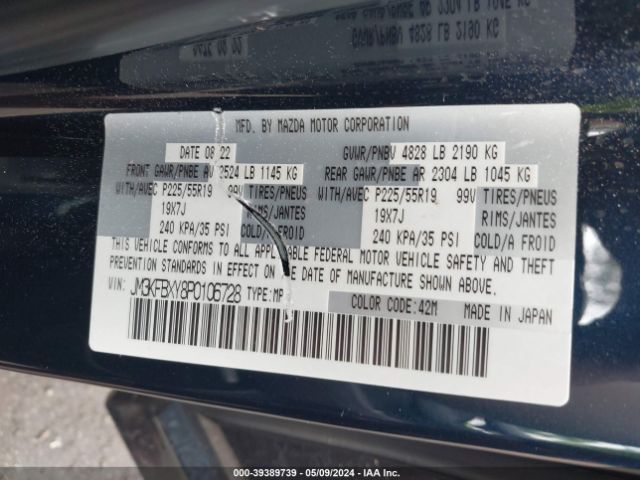 MFD. BY MAZDA MOTOR CORPORATION
DATE 08 22 GVWR/PNBV 4828 LB 2190 KG
FRONT GAWR/PNBE AV 3524 LB 1145 KG REAR GAWR/PNBE AR 2304 LB 1045 KG
WITH/AVEC P225/55R19 99V TIRES/PNEUS WITH/AVEC P225/55R19 99V TIRES/PNEUS
19X7J RIMS/JANTES 19X7J RIMS/JANTES
240 KPA/35 PSI COLD/A 240 KPA/35 PSI COLD/A FROID
THIS VEHICLE CONFORMS TO ALL APPLICABLE FEDERAL MOTOR VEHICLE SAFETY AND THEFT
PREVENTION STANDARDS IN EFFECT ON DATE OF MANUFACTURE SHOWN ABOVE.
VIN: JM3KFBXY8P0106728 TYPE:MP COLOR CODE:42M MADE IN JAPAN
000-39389739 - 05/09/2024 - IAA Inc.